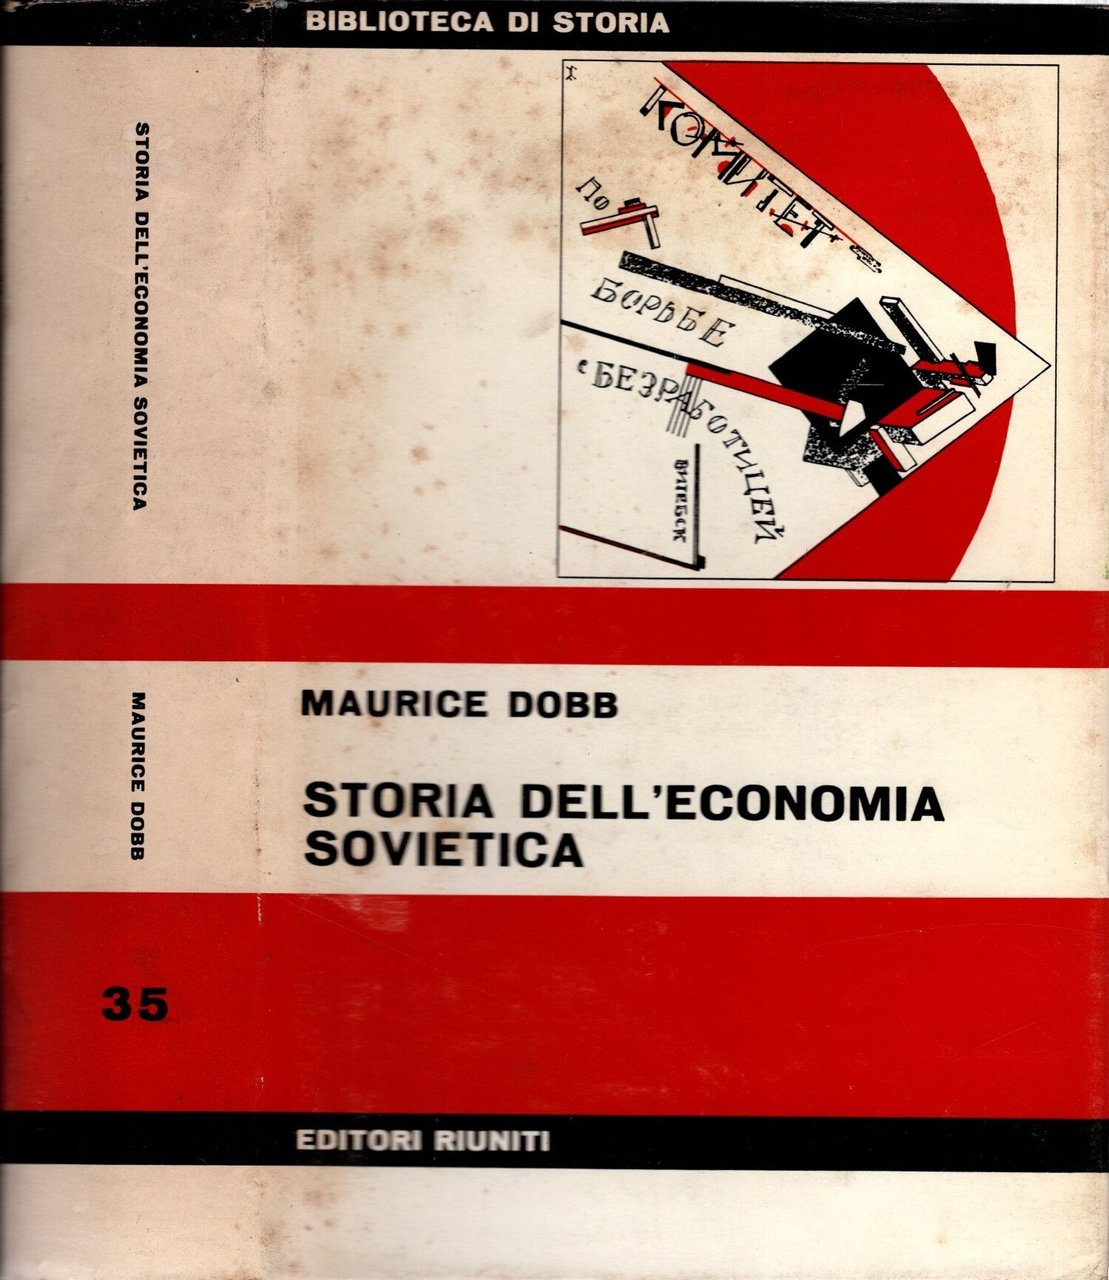 BIBLIOTECA DI STORIA
STORIA DELL'ECONOMIA SOVIETICA
КОМИТЕТ
По
БОРЬБЕ
с БЕЗРАБОТИЦЕЙ
ВИТЕБСК
MAURICE DOBB
MAURICE DOBB
STORIA DELL'ECONOMIA
SOVIETICA
35
EDITORI RIUNITI